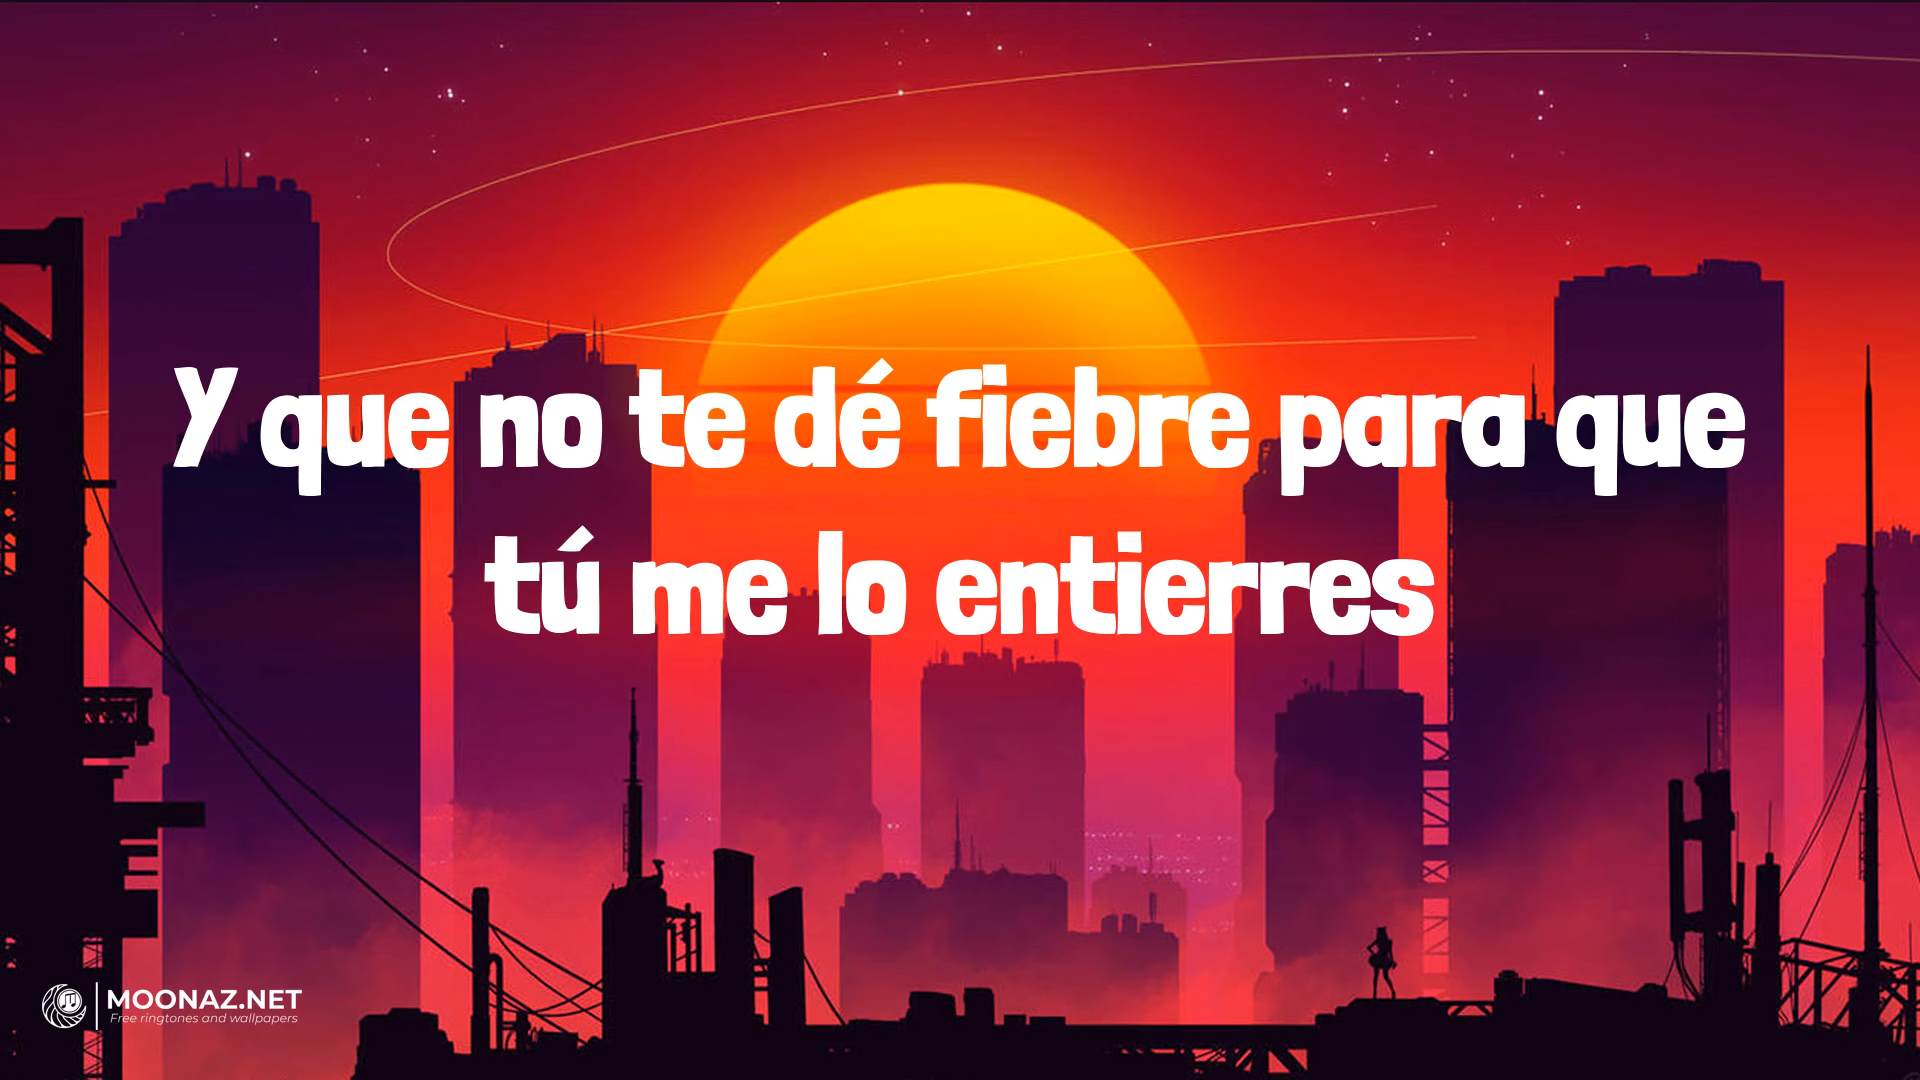 Y que no te dé fiebre para que
tú me lo entierres
MOONAZ.NET
Free ringtones and wallpapers